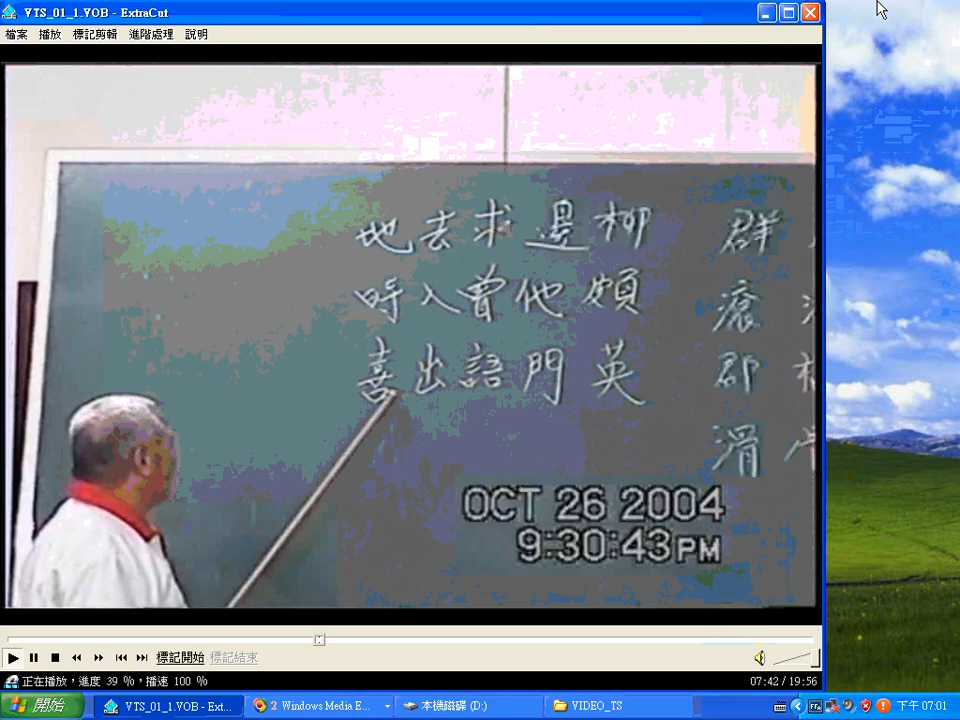 VTS_01_1.VOB - ExtraCut
檔案 播放 標記剪輯 進階處理 說明
群滾郡滑
柳邊求去地
頗他曾入時
英門語出喜
OCT 26 2004
9:30:43PM
標記開始 標記結束
正在播放，進度 39 %，播速 100 %
07:42 / 19:56
開始 VTS_01_1.VOB - Ext... 2 Windows Media E... 本機磁碟 (D:) VIDEO_TS 下午 07:01